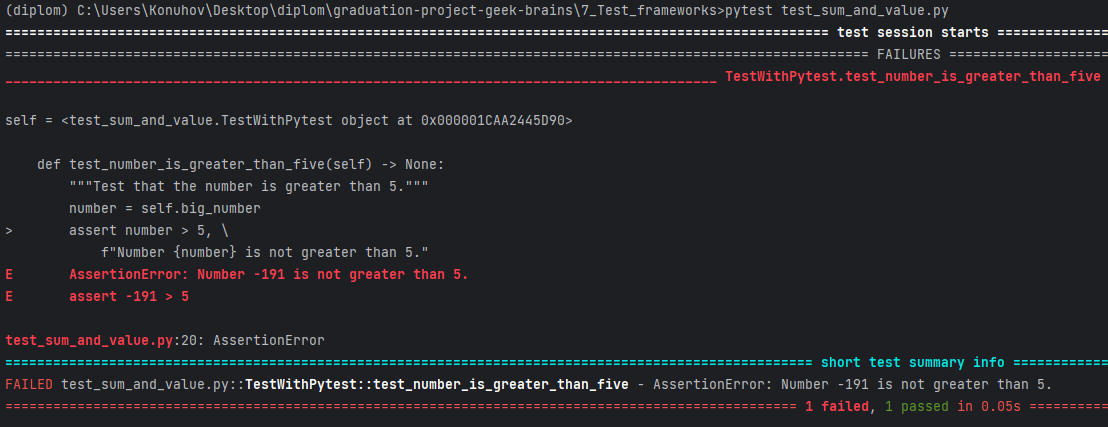 (diplom) C:\Users\Konuhov\Desktop\diplom\graduation-project-geek-brains\7_Test_frameworks>pytest test_sum_and_value.py
======================================================================================================= test session starts ==============
=========================================================================================================== FAILURES ====================
_________________________________________________________________________________________ TestWithPytest.test_number_is_greater_than_five

self = <test_sum_and_value.TestWithPytest object at 0x000001CAA2445D90>

    def test_number_is_greater_than_five(self) -> None:
        """Test that the number is greater than 5."""
        number = self.big_number
>       assert number > 5, \
            f"Number {number} is not greater than 5."
E       AssertionError: Number -191 is not greater than 5.
E       assert -191 > 5

test_sum_and_value.py:20: AssertionError
===================================================================================================== short test summary info ============
FAILED test_sum_and_value.py::TestWithPytest::test_number_is_greater_than_five - AssertionError: Number -191 is not greater than 5.
=================================================================================================== 1 failed, 1 passed in 0.05s ==========